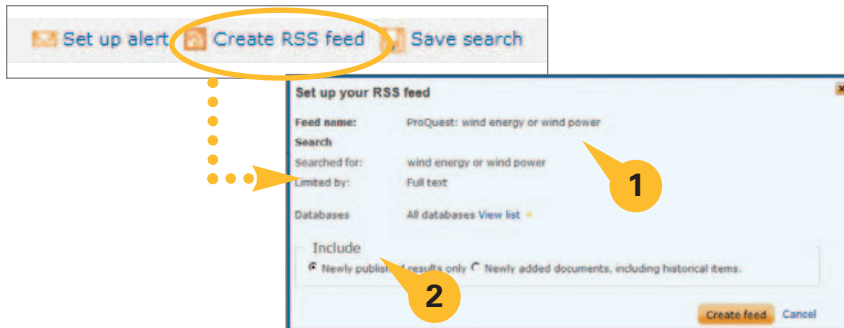 Set up alert Create RSS feed Save search
Set up your RSS feed
Feed name: ProQuest: wind energy or wind power
Search
Searched for: wind energy or wind power
Limited by: Full text
1
Databases All databases View list
Include
Newly published results only Newly added documents, including historical items.
2
Create feed Cancel